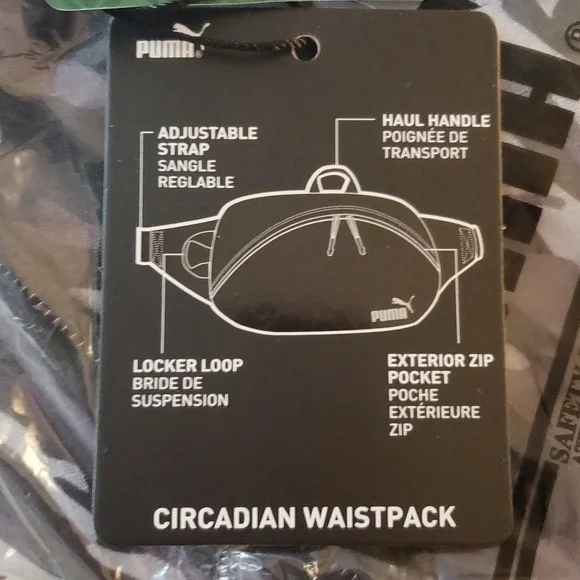 PUMA®
ADJUSTABLE
STRAP
SANGLE
REGLABLE
HAUL HANDLE
POIGNÉE DE
TRANSPORT
PUMA
LOCKER LOOP
BRIDE DE
SUSPENSION
EXTERIOR ZIP
POCKET
POCHE
EXTÉRIEURE
ZIP
CIRCADIAN WAISTPACK